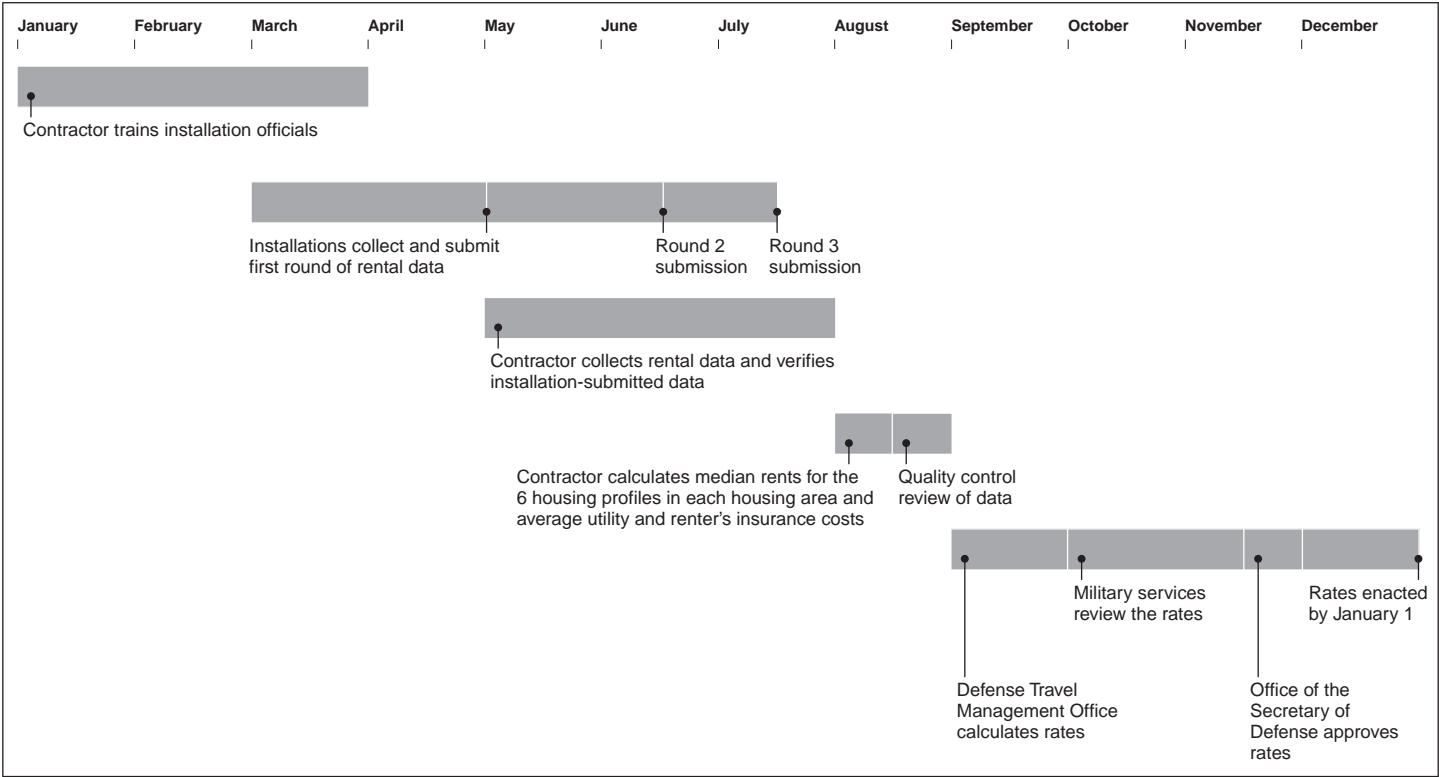 January February March April May June July August September October November December
Contractor trains installation officials
Installations collect and submit
first round of rental data
Round 2
submission
Round 3
submission
Contractor collects rental data and verifies
installation-submitted data
Contractor calculates median rents for the
6 housing profiles in each housing area and
average utility and renter's insurance costs
Quality control
review of data
Military services
review the rates
Rates enacted
by January 1
Defense Travel
Management Office
calculates rates
Office of the
Secretary of
Defense approves
rates